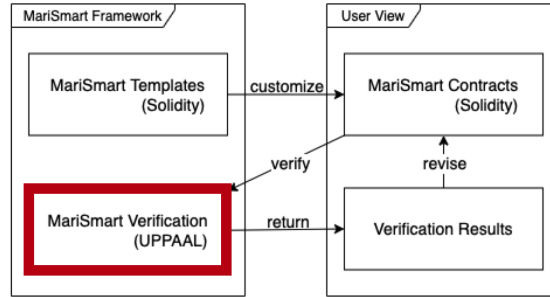 MariSmart Framework
User View
MariSmart Templates
(Solidity)
customize
MariSmart Contracts
(Solidity)
verify
revise
MariSmart Verification
(UPPAAL)
return
Verification Results